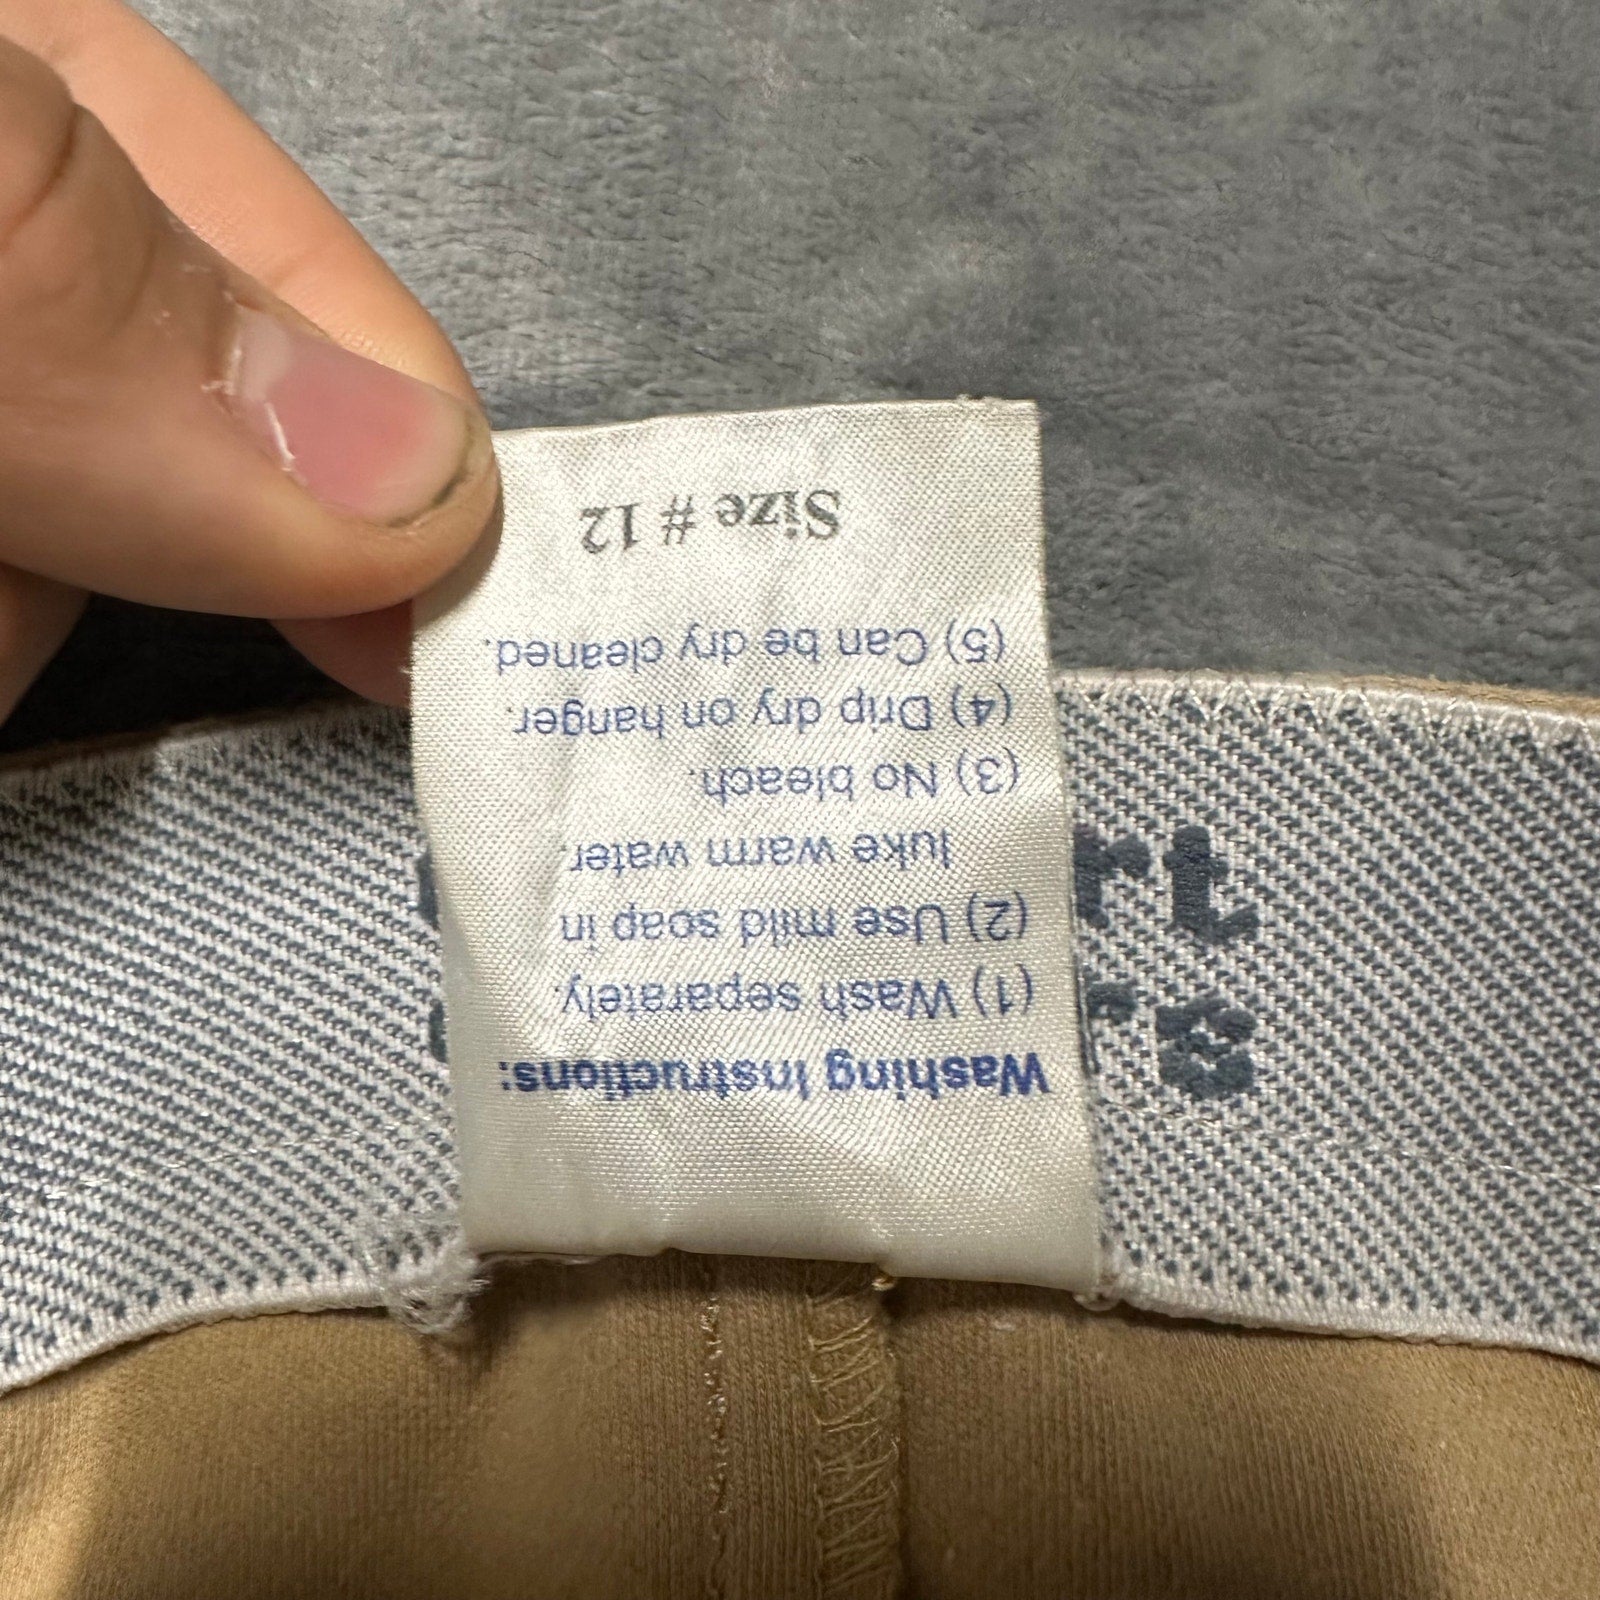 Washing Instructions:
(1) Wash separately.
(2) Use mild soap in
luke warm water.
(3) No bleach.
(4) Drip dry on hanger.
(5) Can be dry cleaned.
Size # 12